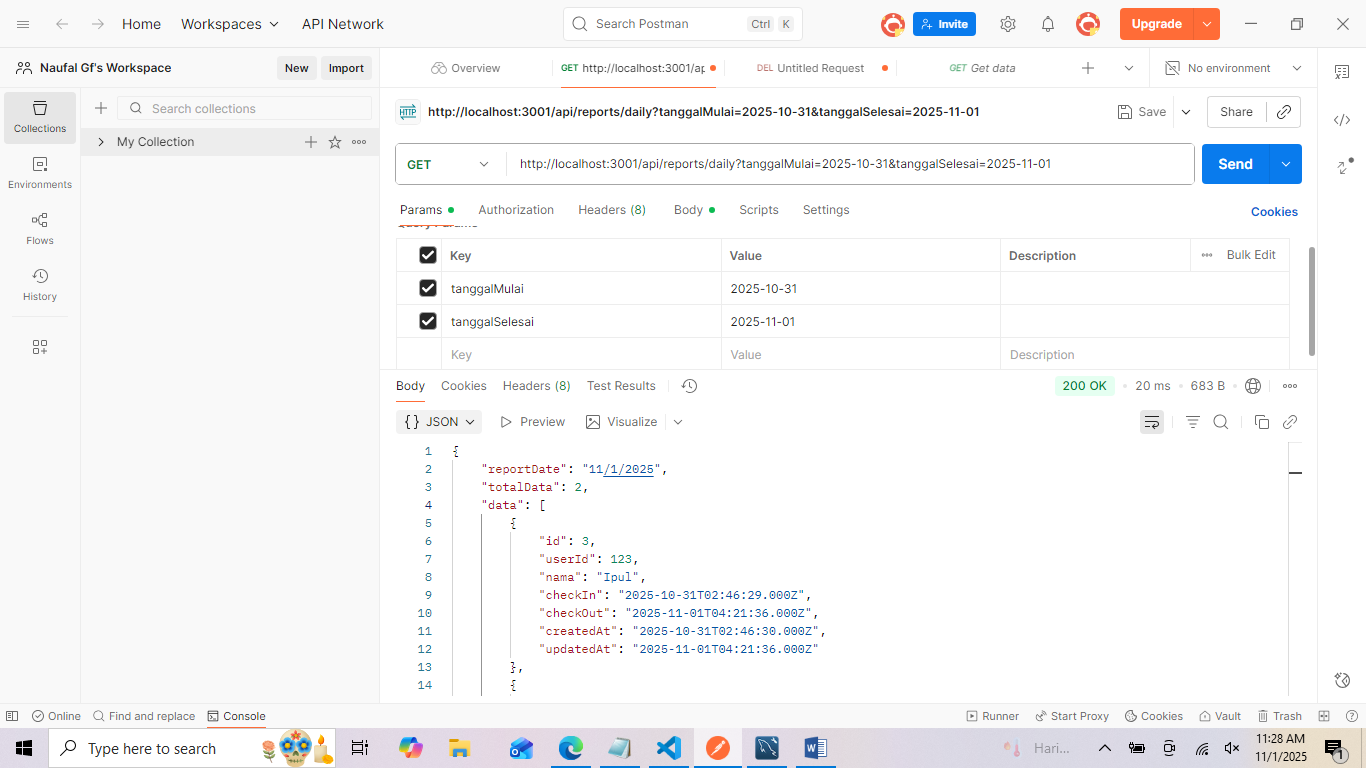 Home Workspaces API Network Search Postman Ctrl K Invite Upgrade
Naufal Gf's Workspace New Import Overview GET http://localhost:3001/ap DEL Untitled Request GET Get data No environment
Collections
Environments
Flows
History
Search collections
My Collection
HTTP http://localhost:3001/api/reports/daily?tanggalMulai=2025-10-31&tanggalSelesai=2025-11-01 Save Share
GET http://localhost:3001/api/reports/daily?tanggalMulai=2025-10-31&tanggalSelesai=2025-11-01 Send
Params Authorization Headers (8) Body Scripts Settings Cookies
Query Params
Key Value Description Bulk Edit
tanggalMulai 2025-10-31
tanggalSelesai 2025-11-01
Key Value Description
Body Cookies Headers (8) Test Results 200 OK 20 ms 683 B
{} JSON Preview Visualize
1 {
2 "reportDate": "11/1/2025",
3 "totalData": 2,
4 "data": [
5 {
6 "id": 3,
7 "userId": 123,
8 "nama": "Ipul",
9 "checkIn": "2025-10-31T02:46:29.000Z",
10 "checkOut": "2025-11-01T04:21:36.000Z",
11 "createdAt": "2025-10-31T02:46:30.000Z",
12 "updatedAt": "2025-11-01T04:21:36.000Z"
13 },
14 {
Online Find and replace Console Runner Start Proxy Cookies Vault Trash
Type here to search Hari... 11:28 AM
11/1/2025
1